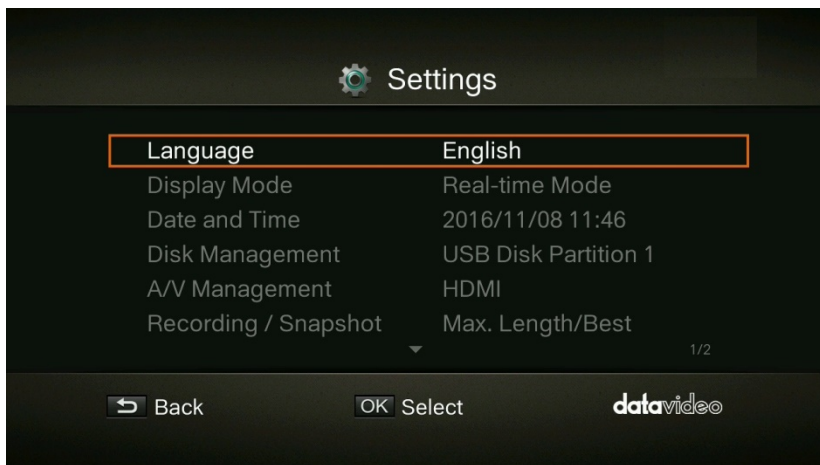 Settings
Language English
Display Mode Real-time Mode
Date and Time 2016/11/08 11:46
Disk Management USB Disk Partition 1
A/V Management HDMI
Recording / Snapshot Max. Length/Best
1/2
Back OK Select datavideo